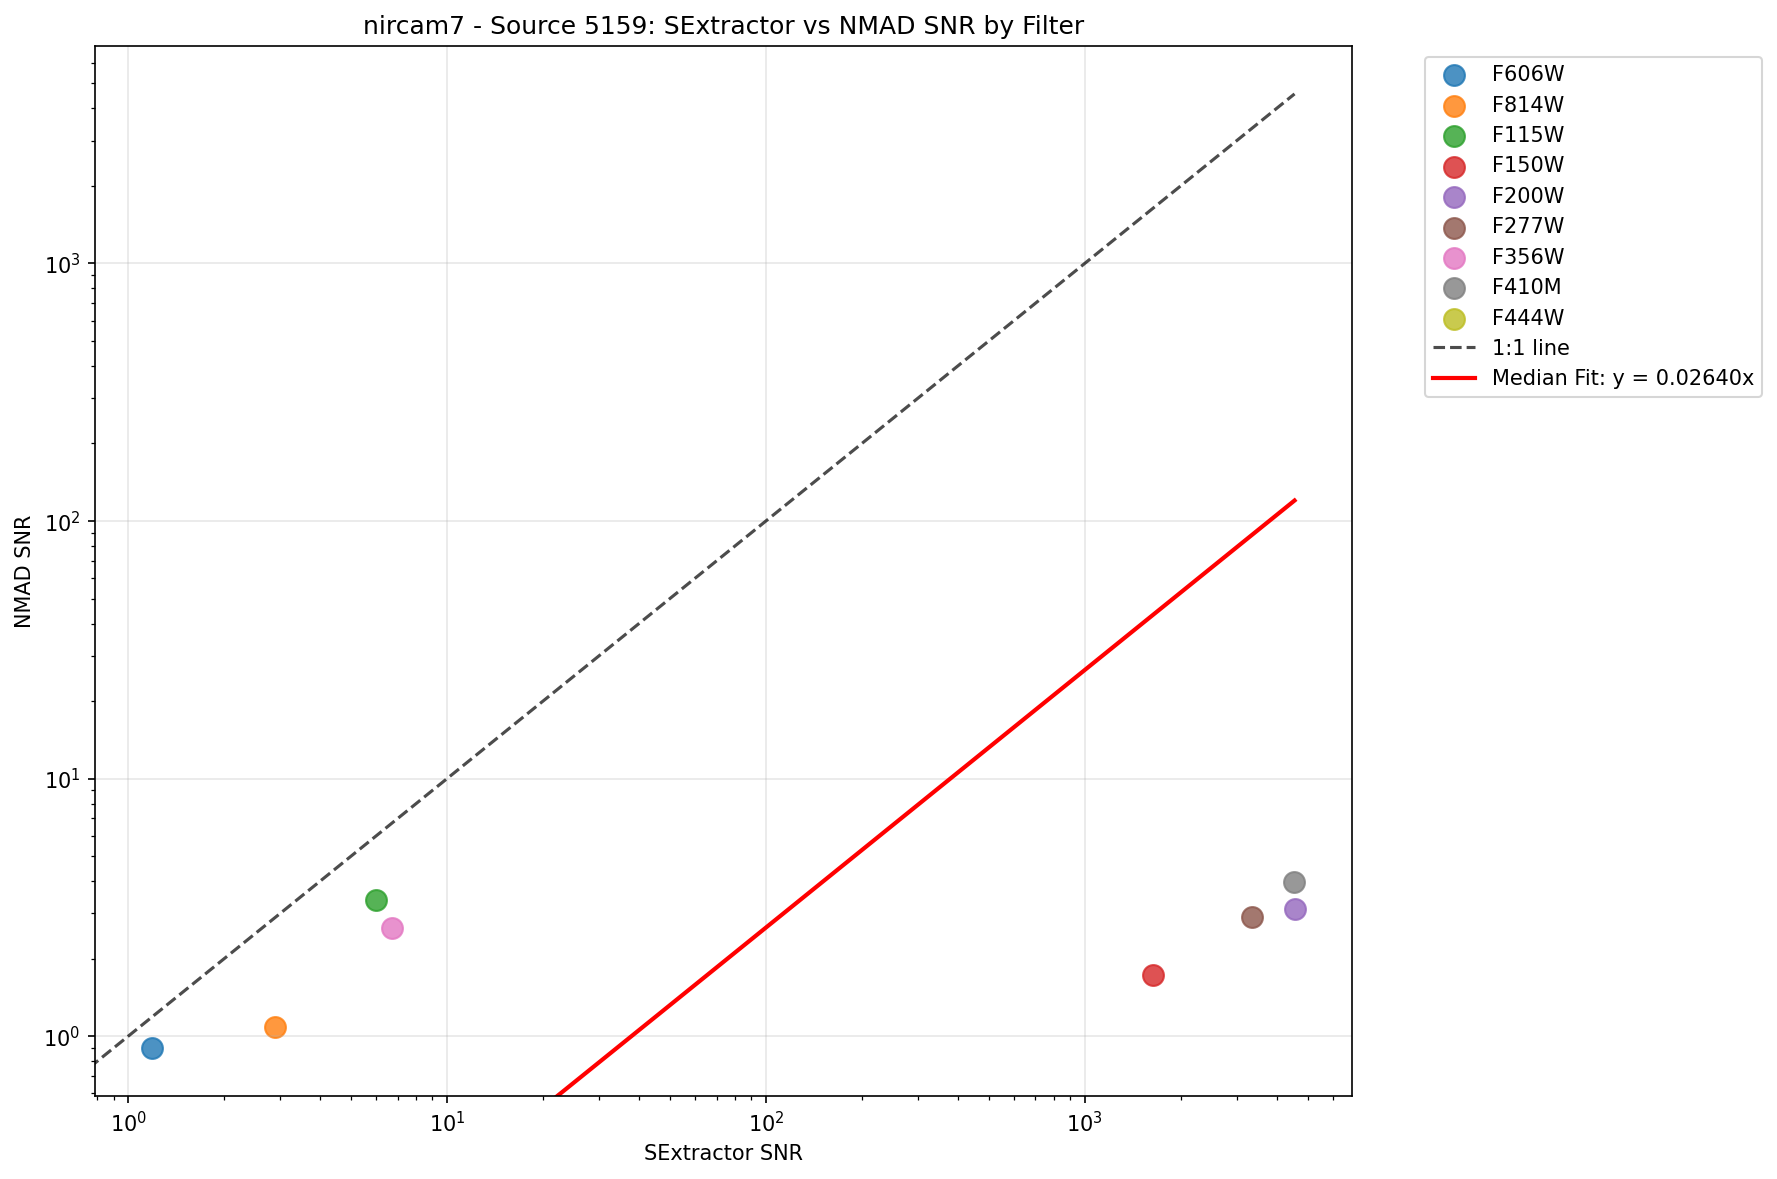 nircam7 - Source 5159: SExtractor vs NMAD SNR by Filter
F606W
F814W
F115W
F150W
F200W
F277W
F356W
F410M
F444W
1:1 line
Median Fit: y = 0.02640x
NMAD SNR
10³
10²
10¹
10⁰
10⁰ 10¹ 10² 10³
SExtractor SNR